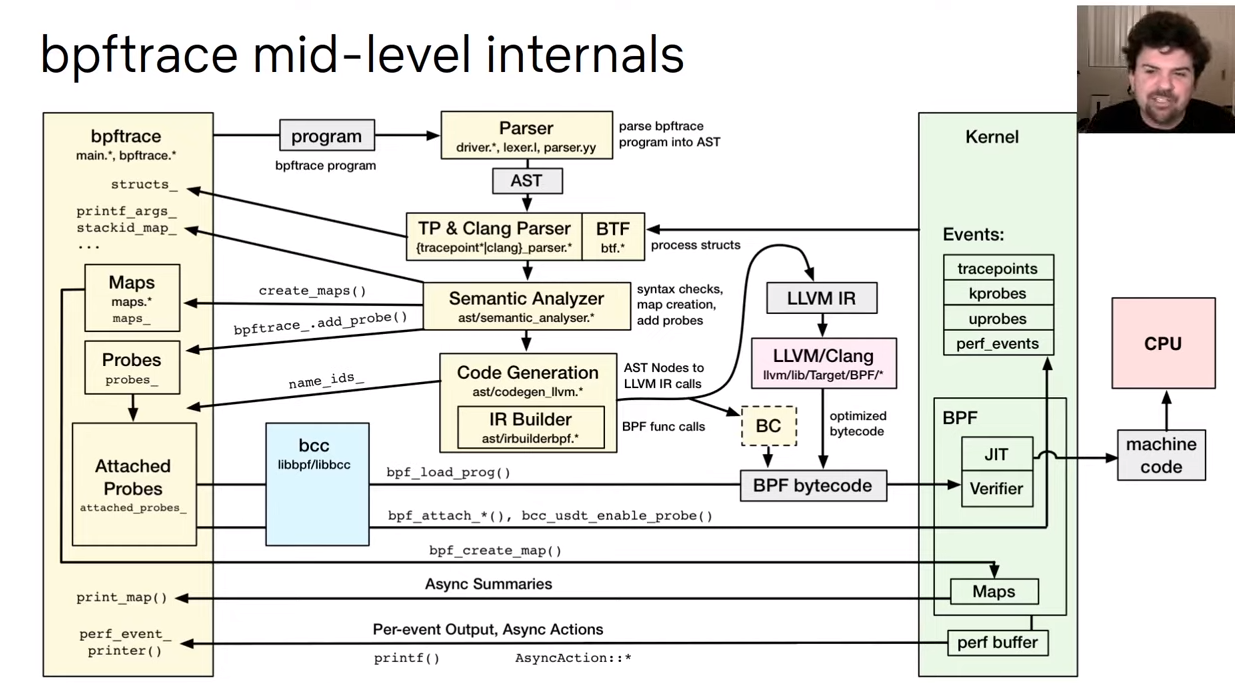 bpftrace mid-level internals
bpftrace
main.*, bpftrace.*
structs_
printf_args_
stackid_map_
...
Maps
maps.*
maps_
Probes
probes_
Attached
Probes
attached_probes_
print_map()
perf_event_
printer()
program
bpftrace program
Parser
driver.*, lexer.l, parser.yy
parse bpftrace
program into AST
AST
TP & Clang Parser
{tracepoint*|clang}_parser.*
BTF
btf.*
process structs
create_maps()
bpftrace_.add_probe()
Semantic Analyzer
ast/semantic_analyser.*
syntax checks,
map creation,
add probes
name_ids_
Code Generation
ast/codegen_llvm.*
IR Builder
ast/irbuilderbpf.*
AST Nodes to
LLVM IR calls
BPF func calls
LLVM IR
LLVM/Clang
llvm/lib/Target/BPF/*
optimized
bytecode
BC
BPF bytecode
bcc
libbpf/libbcc
bpf_load_prog()
bpf_attach_*(), bcc_usdt_enable_probe()
bpf_create_map()
Async Summaries
Per-event Output, Async Actions
printf()
AsyncAction::*
Kernel
Events:
tracepoints
kprobes
uprobes
perf_events
BPF
JIT
Verifier
Maps
perf buffer
CPU
machine
code